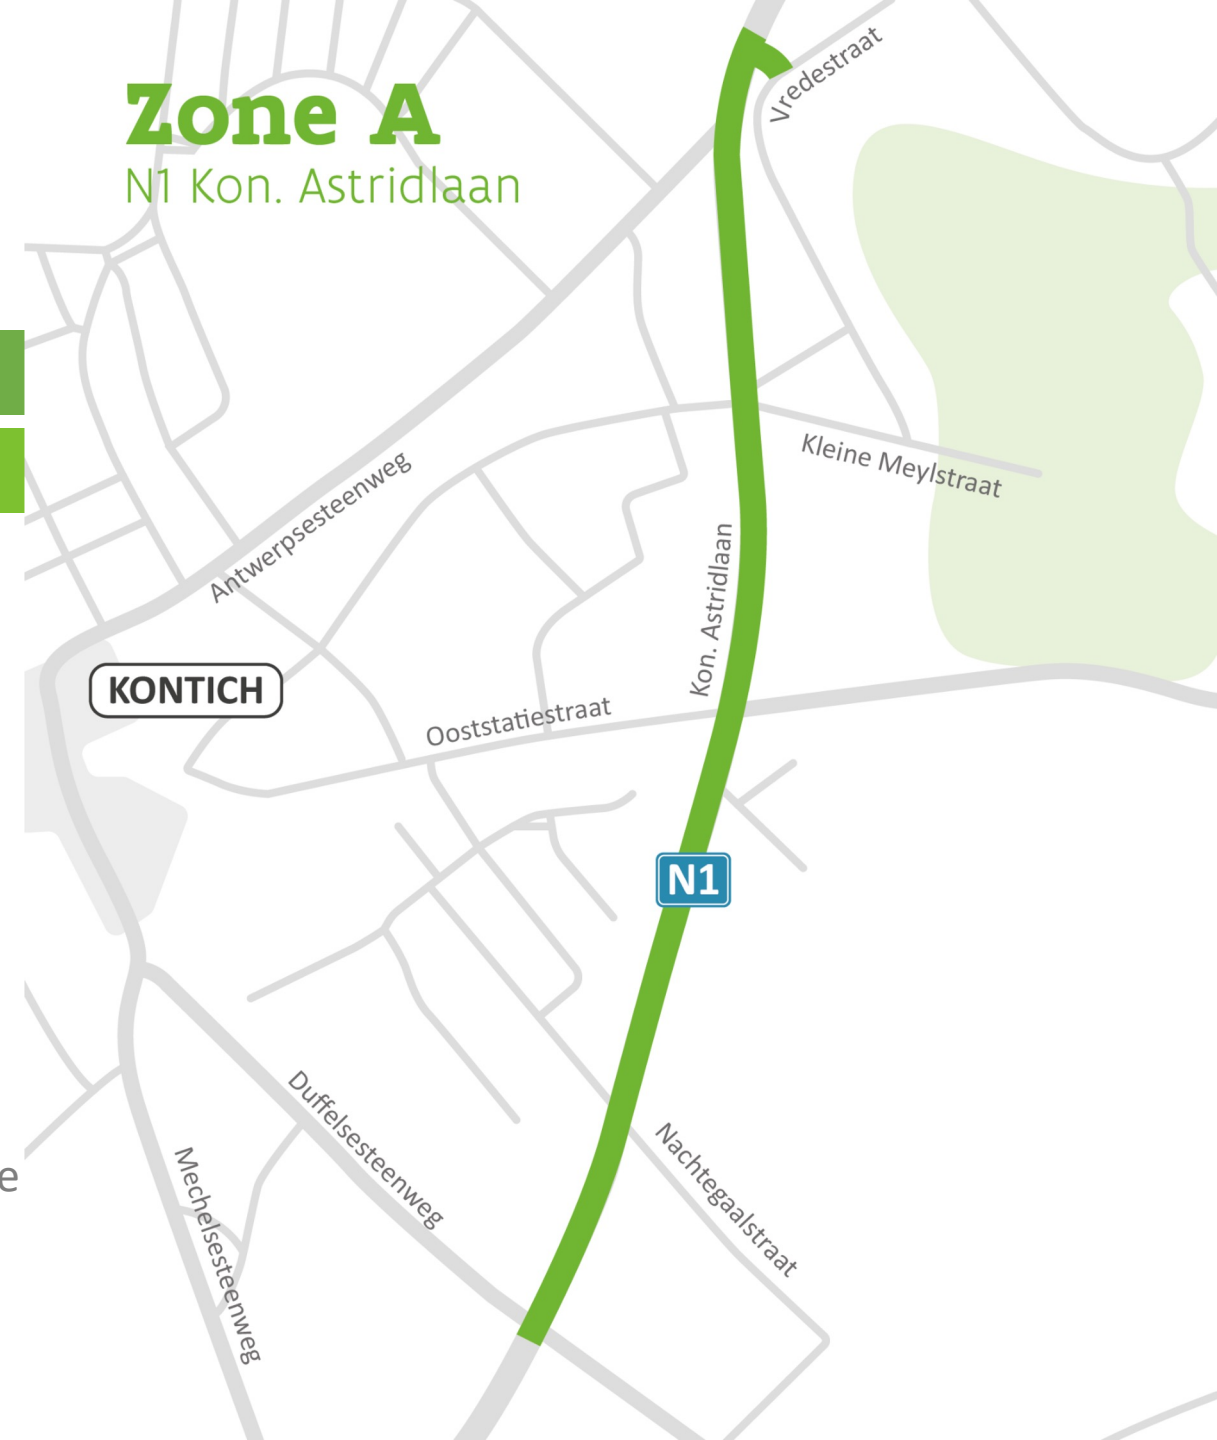 Zone A
N1 Kon. Astridlaan
Vredestraat
Kleine Meylstraat
Antwerpsesteenweg
Kon. Astridlaan
KONTICH
Ooststatiestraat
N1
Duffelsesteenweg
Nachtegaalstraat
Mechelsesteenweg
e